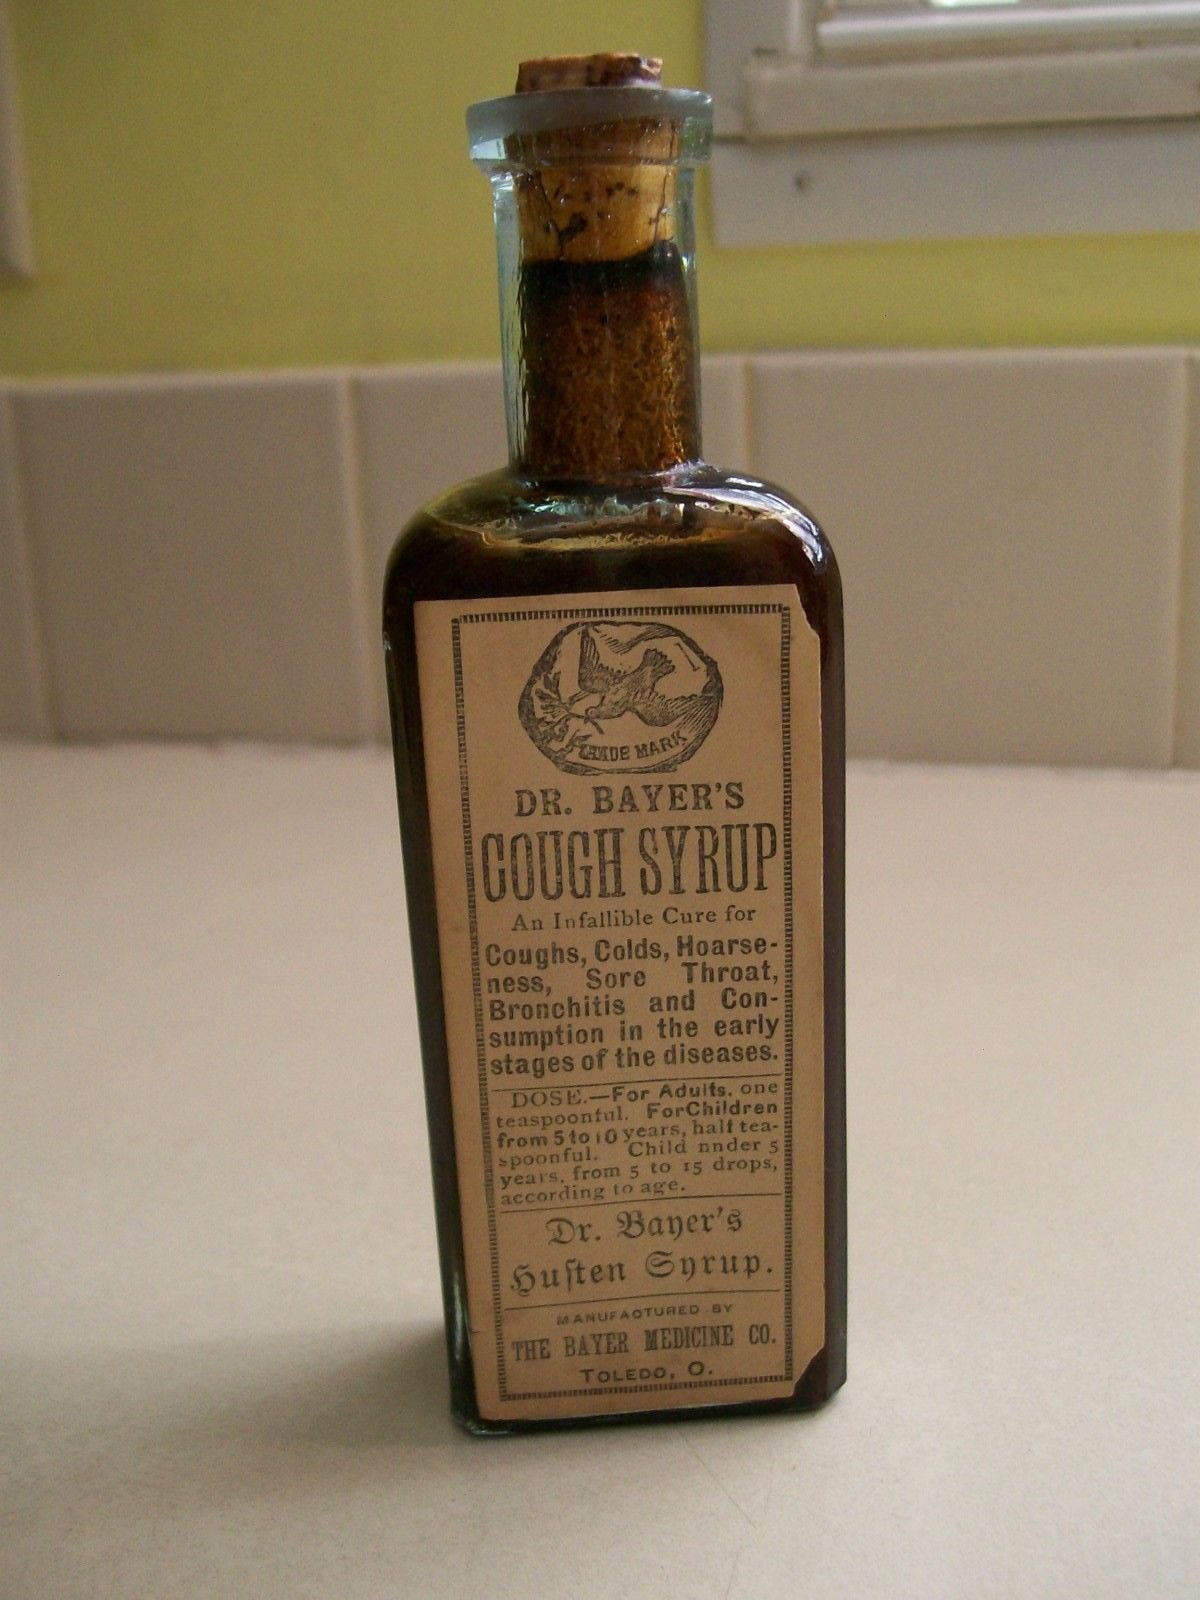 TRADE MARK
DR. BAYER'S
COUGH SYRUP
An Infallible Cure for
Coughs, Colds, Hoarse-
ness, Sore Throat,
Bronchitis and Con-
sumption in the early
stages of the diseases.
DOSE.—For Adults, one
teaspoonful. For Children
from 5 to 10 years, half tea-
spoonful. Child nnder 5
years, from 5 to 15 drops,
according to age.
Dr. Bayer's
Huſten Syrup.
MANUFACTURED BY
THE BAYER MEDICINE CO.
TOLEDO, O.